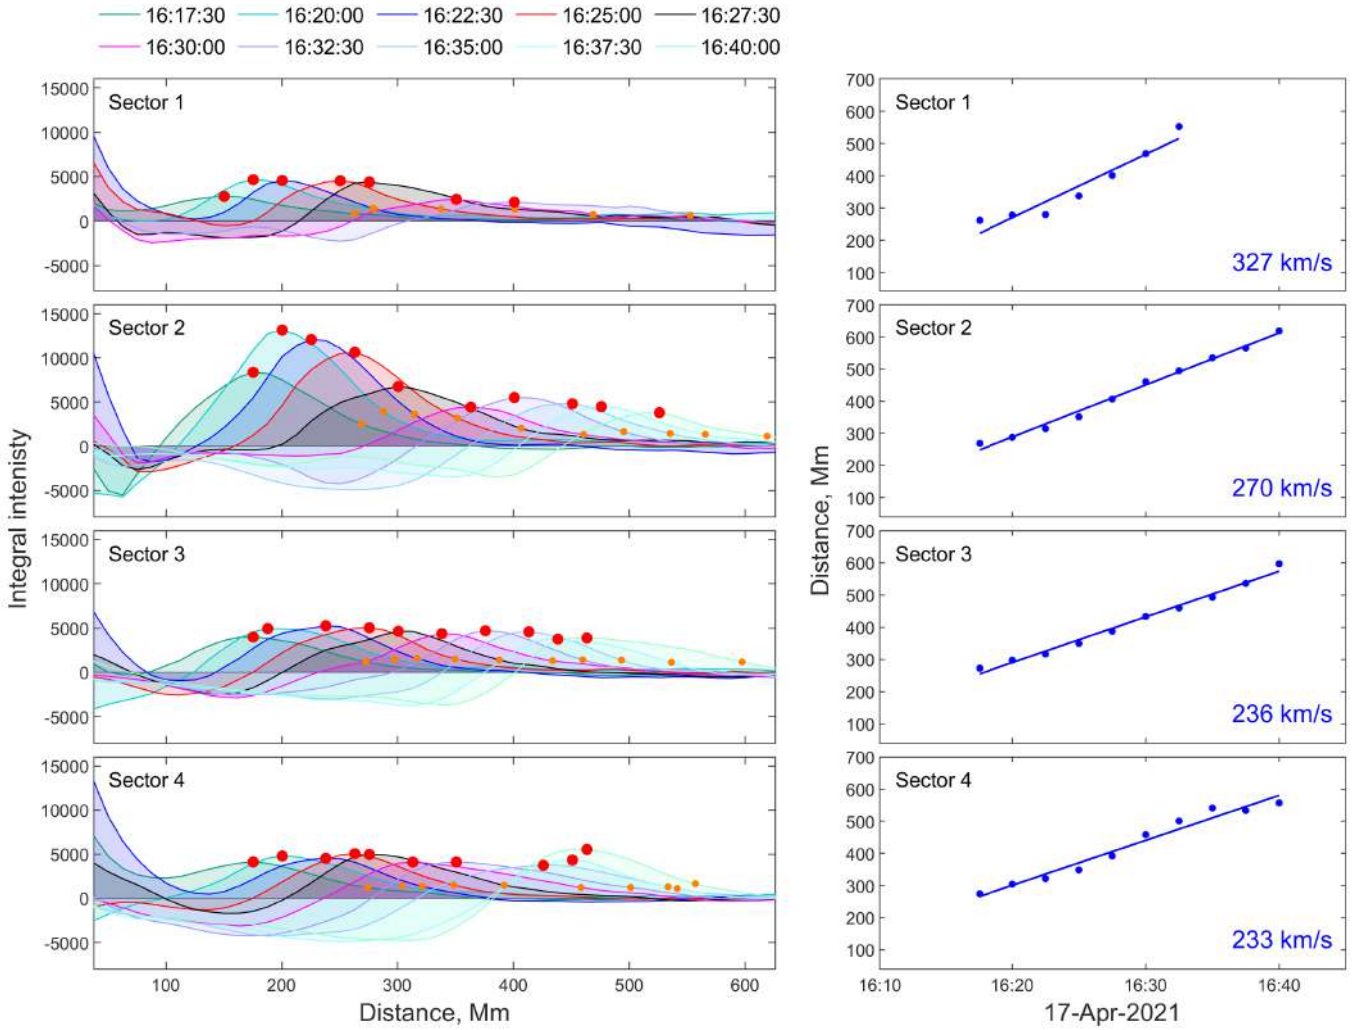 16:17:30 16:20:00 16:22:30 16:25:00 16:27:30
16:30:00 16:32:30 16:35:00 16:37:30 16:40:00
Sector 1
15000
10000
5000
0
-5000
Sector 2
15000
10000
5000
0
-5000
Sector 3
15000
10000
5000
0
-5000
Sector 4
15000
10000
5000
0
-5000
100 200 300 400 500 600
Distance, Mm
Integral intenisty
Sector 1
700
600
500
400
300
200
100
327 km/s
Sector 2
700
600
500
400
300
200
100
270 km/s
Sector 3
700
600
500
400
300
200
100
236 km/s
Sector 4
700
600
500
400
300
200
100
233 km/s
16:10 16:20 16:30 16:40
17-Apr-2021
Distance, Mm